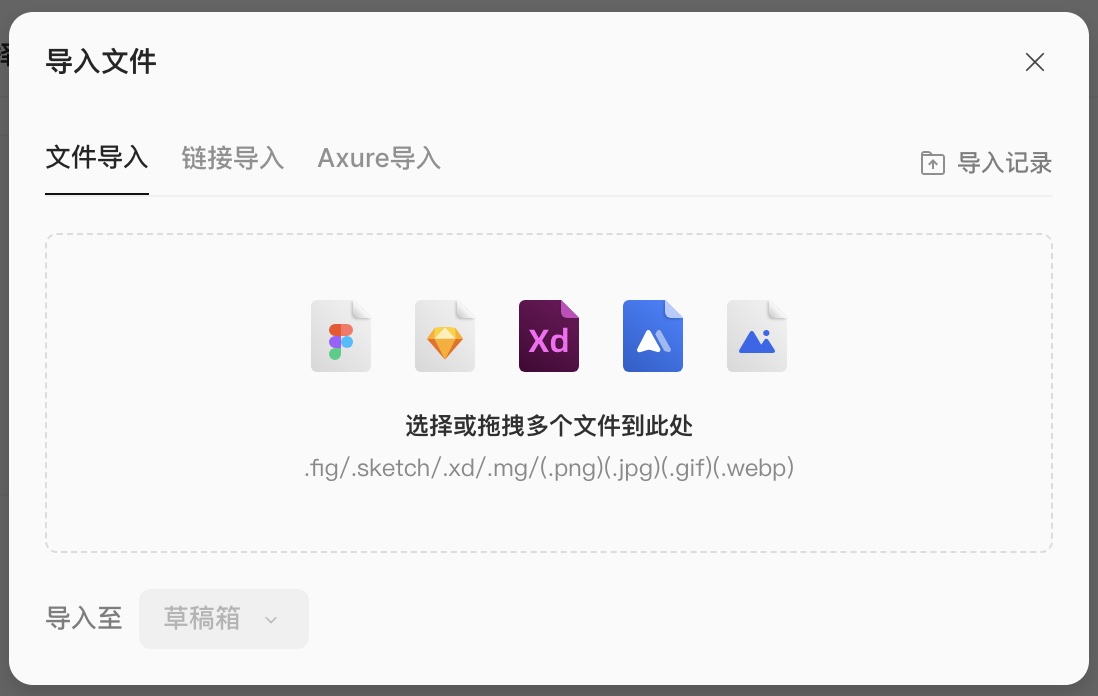 导入文件
文件导入 链接导入 Axure导入 导入记录
Xd
选择或拖拽多个文件到此处
.fig/.sketch/.xd/.mg/(.png)(.jpg)(.gif)(.webp)
导入至 草稿箱